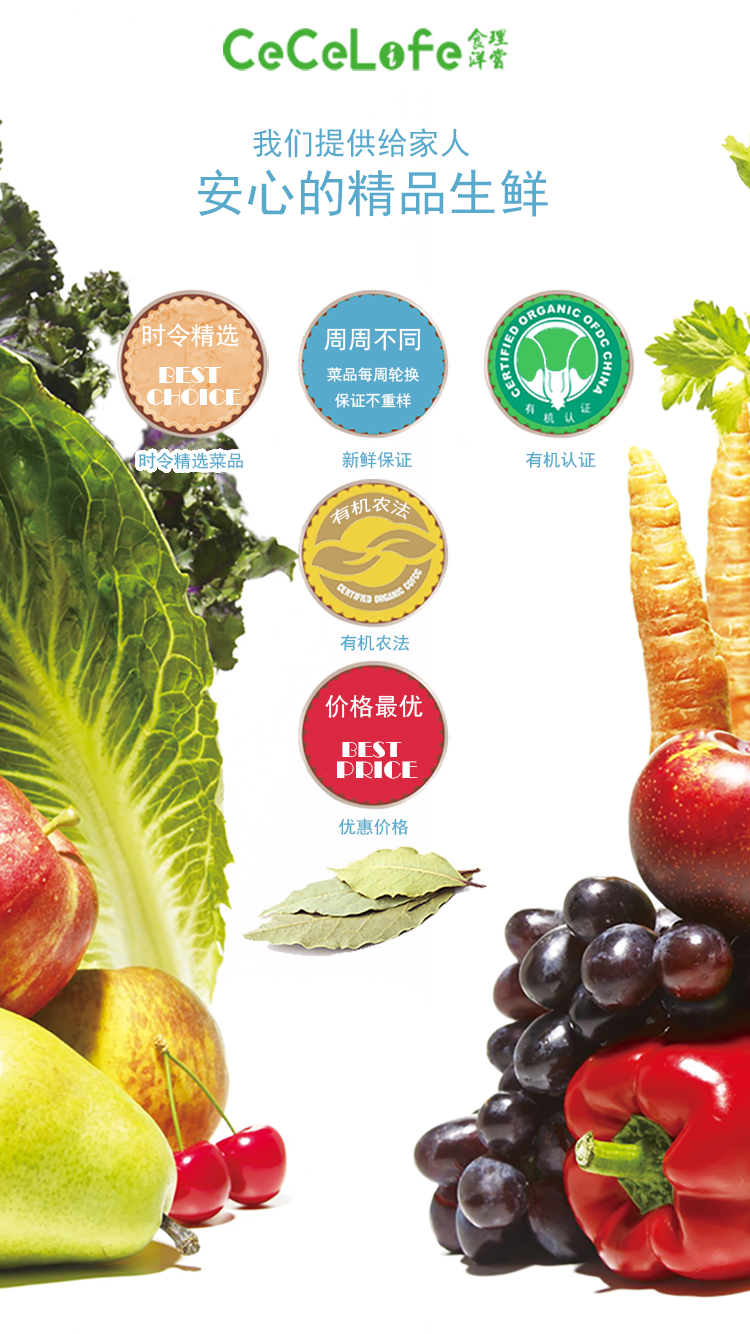 CeCeLife 食理洋尝
我们提供给家人
安心的精品生鲜
时令精选
BEST
CHOICE
时令精选菜品
周周不同
菜品每周轮换
保证不重样
新鲜保证
CERTIFIED ORGANIC OFDC CHINA
有机认证
有机认证
有机农法
CERTIFIED ORGANIC COFCC
有机农法
价格最优
BEST
PRICE
优惠价格